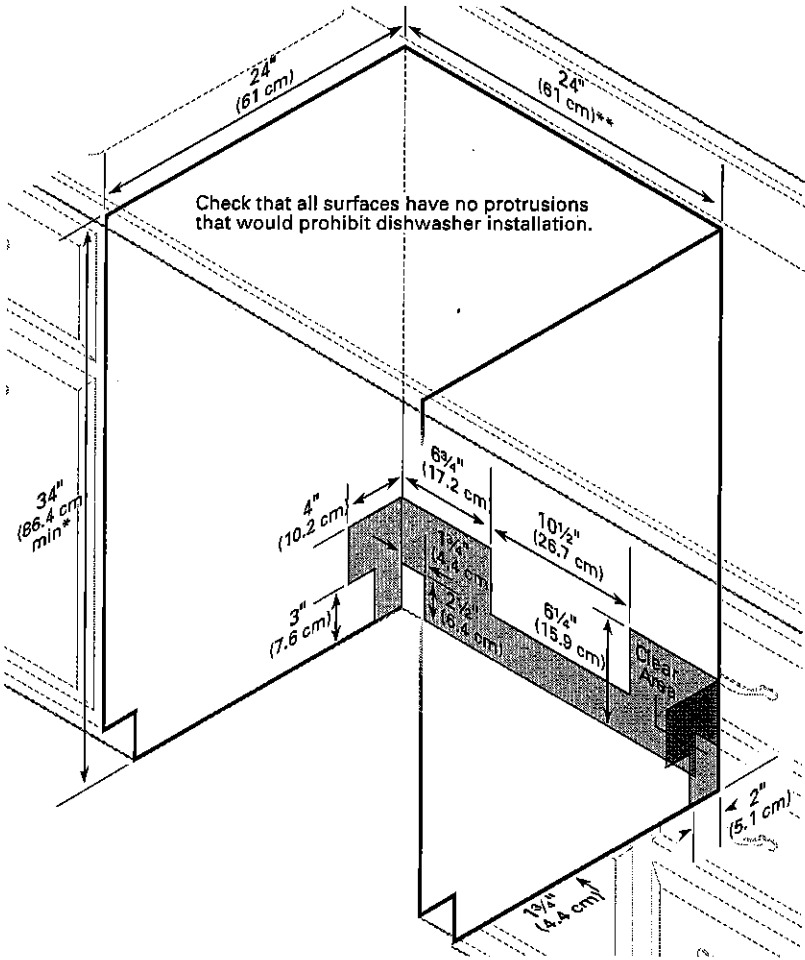 24"
(61 cm)
24"
(61 cm)**
Check that all surfaces have no protrusions
that would prohibit dishwasher installation.
34"
(86.4 cm
min*
4"
(10.2 cm)
6¾"
(17.2 cm)
10½"
(26.7 cm)
1¾"
(4.4 cm)
3"
(7.6 cm)
2½"
(6.4 cm)
6¼"
(15.9 cm)
Clear
Area
2"
(5.1 cm)
1¾"
(4.4 cm)